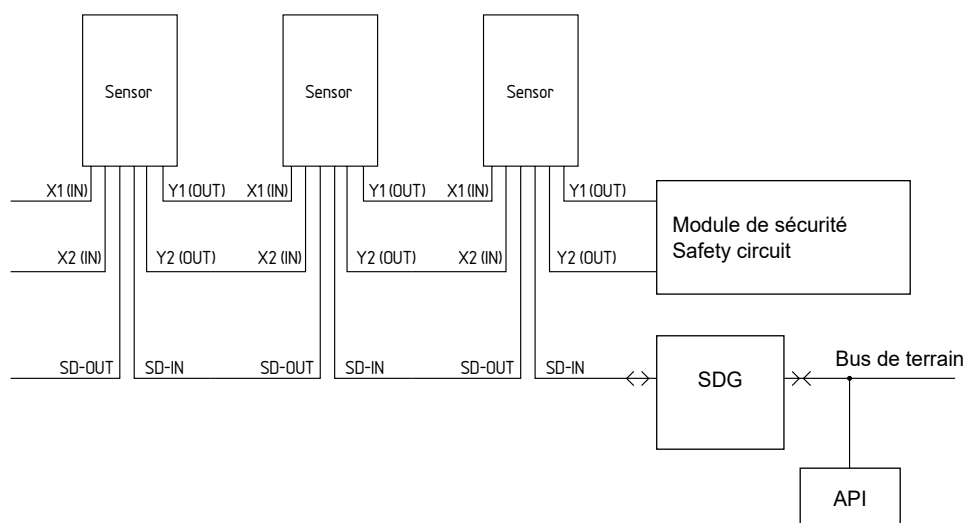 Sensor
Sensor
Sensor
X1 (IN)
Y1 (OUT)
X1 (IN)
Y1 (OUT)
X1 (IN)
Y1 (OUT)
Module de sécurité
Safety circuit
X2 (IN)
Y2 (OUT)
X2 (IN)
Y2 (OUT)
X2 (IN)
Y2 (OUT)
SD-OUT
SD-IN
SD-OUT
SD-IN
SD-OUT
SD-IN
SDG
Bus de terrain
API